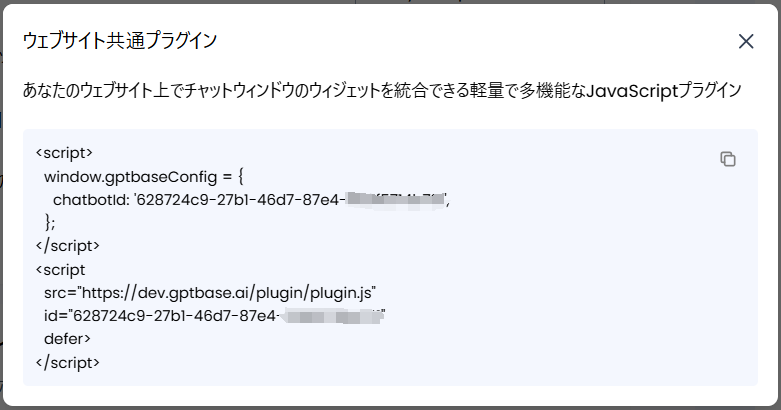 ウェブサイト共通プラグイン
あなたのウェブサイト上でチャットウィンドウのウィジェットを統合できる軽量で多機能なJavaScriptプラグイン
<script>
window.gptbaseConfig = {
chatbotId: '628724c9-27b1-46d7-87e4-
};
</script>
<script
src="https://dev.gptbase.ai/plugin/plugin.js"
id="628724c9-27b1-46d7-87e4-
defer>
</script>